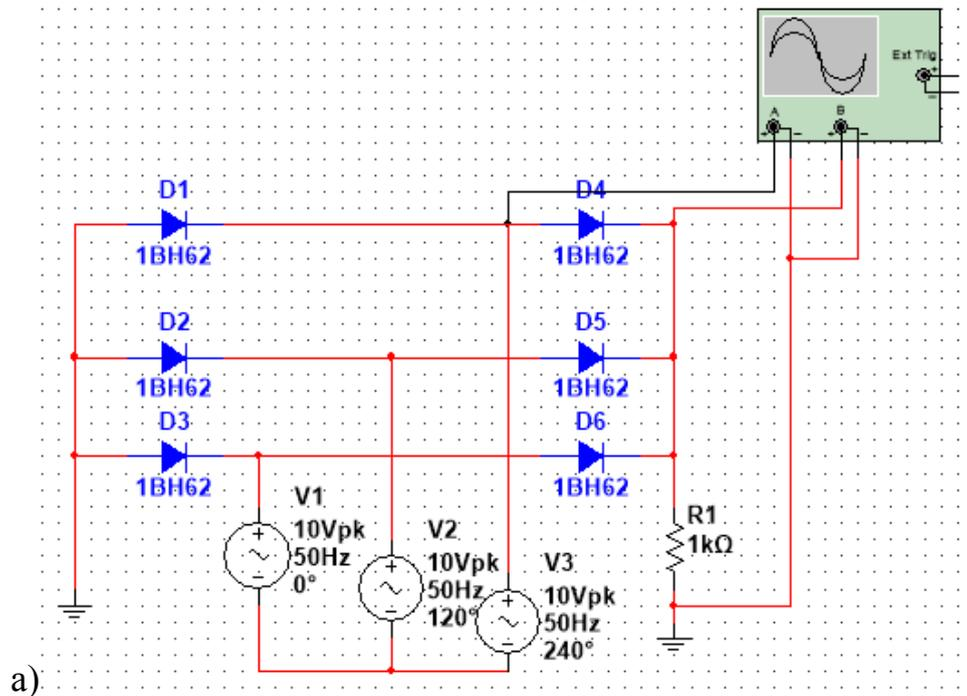 Ext Trig
+
−
A
B
+ − + −
D1
1BH62
D4
1BH62
D2
1BH62
D5
1BH62
D3
1BH62
D6
1BH62
V1
10Vpk
50Hz
0°
V2
10Vpk
50Hz
120°
V3
10Vpk
50Hz
240°
R1
1kΩ
a)